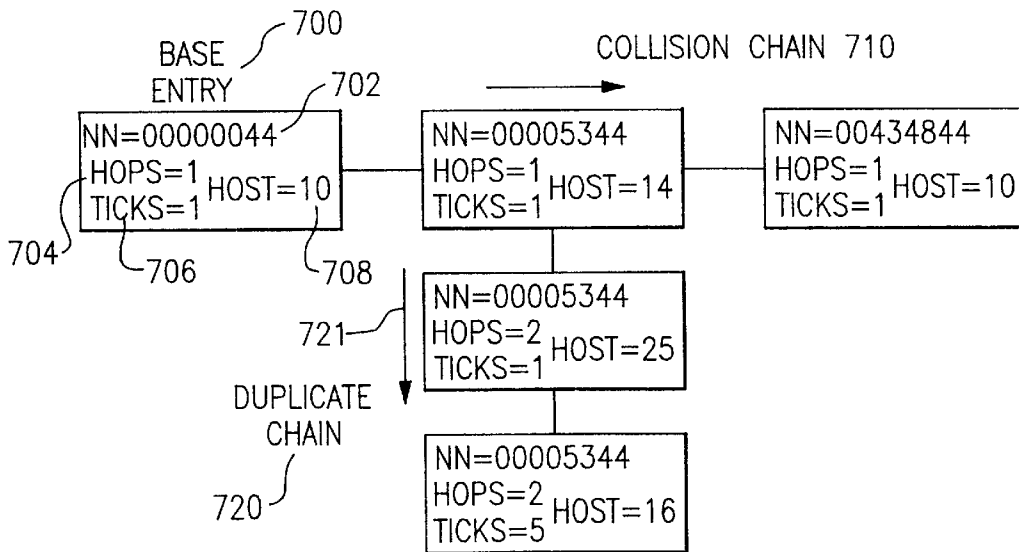 BASE
ENTRY
700
COLLISION CHAIN 710
702
NN=00000044
HOPS=1
TICKS=1
HOST=10
704
706
708
NN=00005344
HOPS=1
TICKS=1
HOST=14
NN=00434844
HOPS=1
TICKS=1
HOST=10
721
NN=00005344
HOPS=2
TICKS=1
HOST=25
DUPLICATE
CHAIN
720
NN=00005344
HOPS=2
TICKS=5
HOST=16